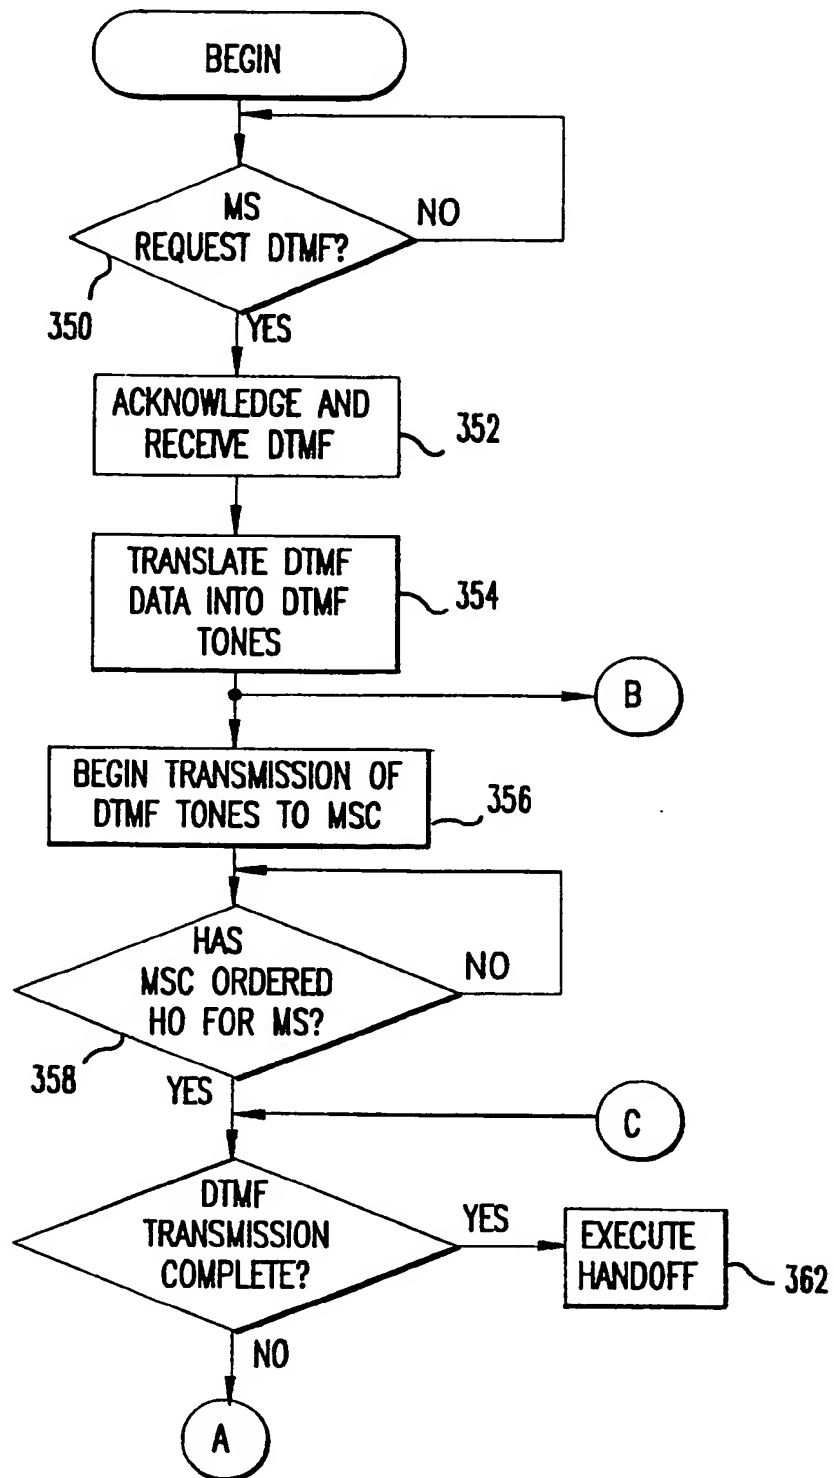 BEGIN
MS
REQUEST DTMF?
NO
350
YES
ACKNOWLEDGE AND
RECEIVE DTMF
352
TRANSLATE DTMF
DATA INTO DTMF
TONES
354
B
BEGIN TRANSMISSION OF
DTMF TONES TO MSC
356
HAS
MSC ORDERED
HO FOR MS?
NO
358
YES
C
DTMF
TRANSMISSION
COMPLETE?
YES
EXECUTE
HANDOFF
362
NO
A